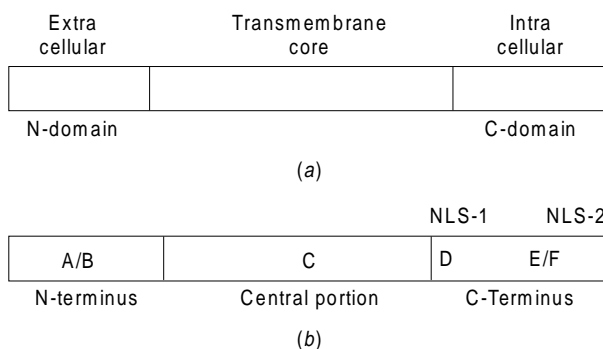 Extra cellular
Transmembrane core
Intra cellular
N-domain
C-domain
(a)
NLS-1 NLS-2
A/B C D E/F
N-terminus Central portion C-Terminus
(b)